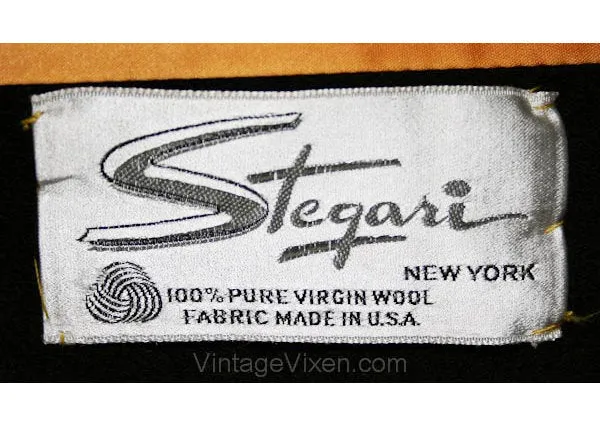 Stegari
NEW YORK
100% PURE VIRGIN WOOL
FABRIC MADE IN U.S.A.
VintageVixen.com